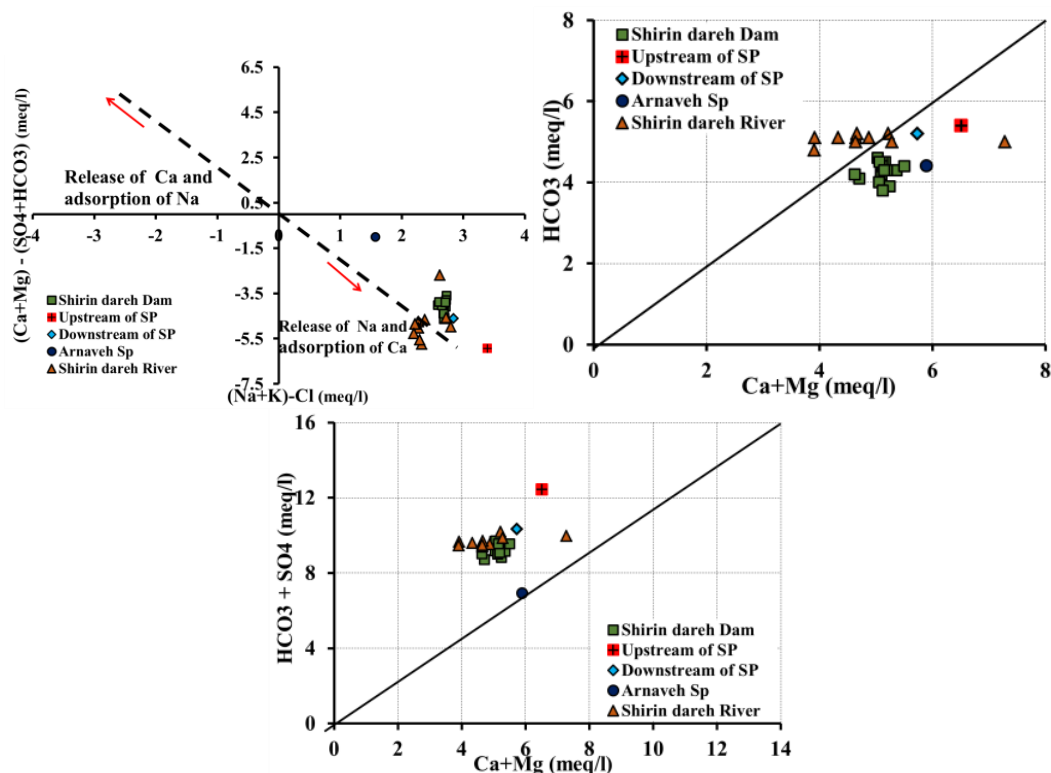 (Ca+Mg) - (SO4+HCO3) (meq/l)
6.5
4.5
2.5
0.5
-1.5
-3.5
-5.5
-7.5
-4
-3
-2
-1
0
1
2
3
4
Release of Ca and
adsorption of Na
Release of Na and
adsorption of Ca
Shirin dareh Dam
Upstream of SP
Downstream of SP
Arnaveh Sp
Shirin dareh River
(Na+K)-Cl (meq/l)
HCO3 (meq/l)
8
6
4
2
0
Shirin dareh Dam
Upstream of SP
Downstream of SP
Arnaveh Sp
Shirin dareh River
0
2
4
6
8
Ca+Mg (meq/l)
HCO3 + SO4 (meq/l)
16
12
8
4
0
Shirin dareh Dam
Upstream of SP
Downstream of SP
Arnaveh Sp
Shirin dareh River
0
2
4
6
8
10
12
14
Ca+Mg (meq/l)